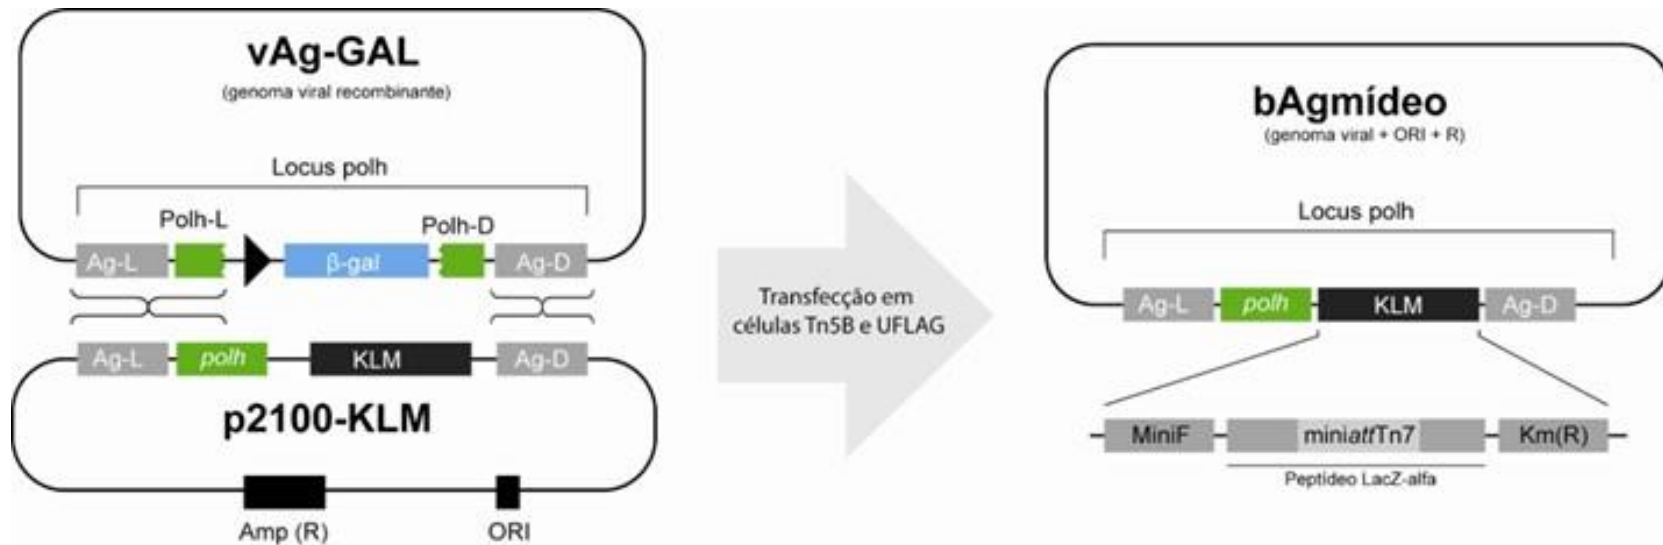 vAg-GAL
(genoma viral recombinante)
Locus polh
Polh-L
Polh-D
Ag-L
β-gal
Ag-D
Ag-L
polh
KLM
Ag-D
p2100-KLM
Amp (R)
ORI
Transfecção em
células Tn5B e UFLAG
bAgmídeo
(genoma viral + ORI + R)
Locus polh
Ag-L
polh
KLM
Ag-D
MiniF
miniattTn7
Km(R)
Peptídeo LacZ-alfa